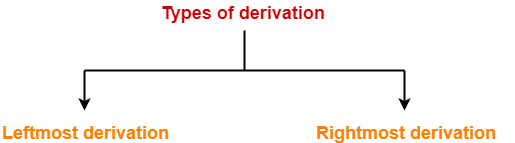 Types of derivation
Leftmost derivation
Rightmost derivation